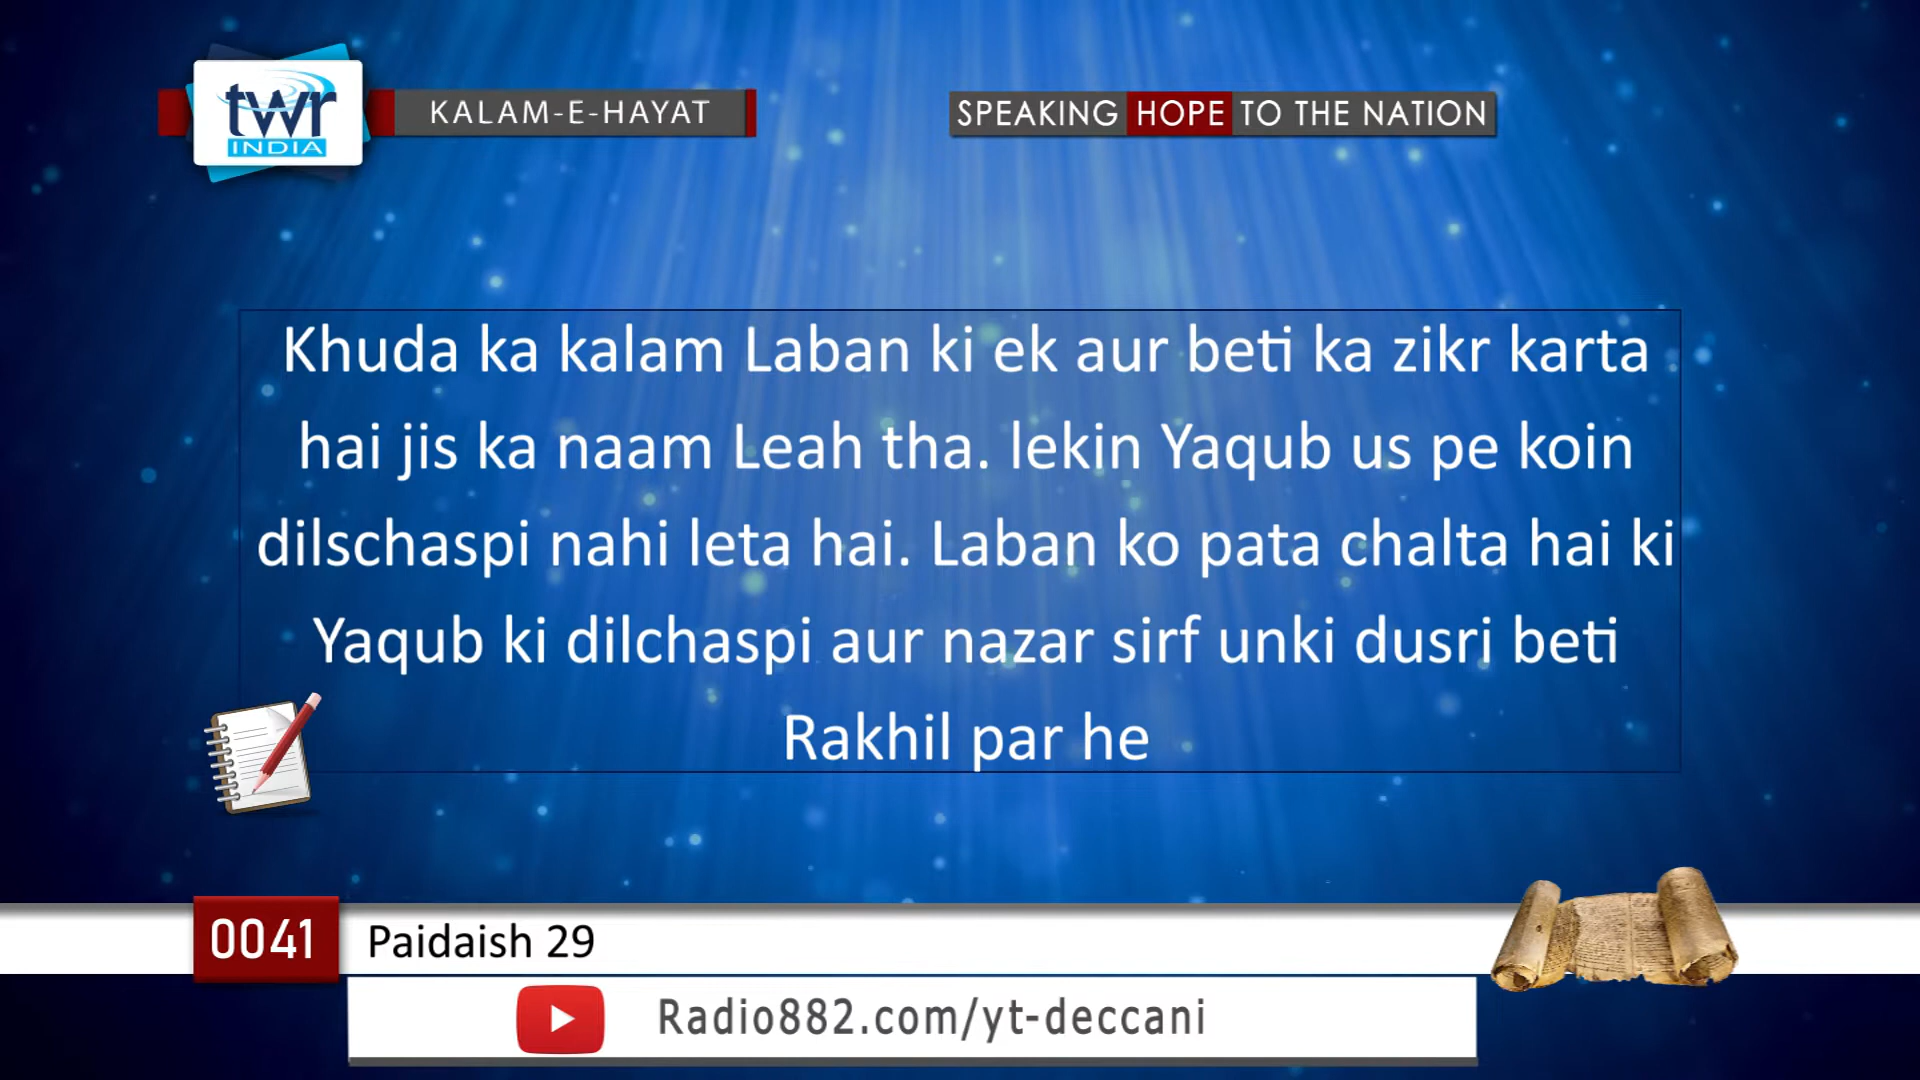 twr
INDIA
KALAM-E-HAYAT
SPEAKING HOPE TO THE NATION
Khuda ka kalam Laban ki ek aur beti ka zikr karta
hai jis ka naam Leah tha. lekin Yaqub us pe koin
dilschaspi nahi leta hai. Laban ko pata chalta hai ki
Yaqub ki dilchaspi aur nazar sirf unki dusri beti
Rakhil par he
0041
Paidaish 29
Radio882.com/yt-deccani